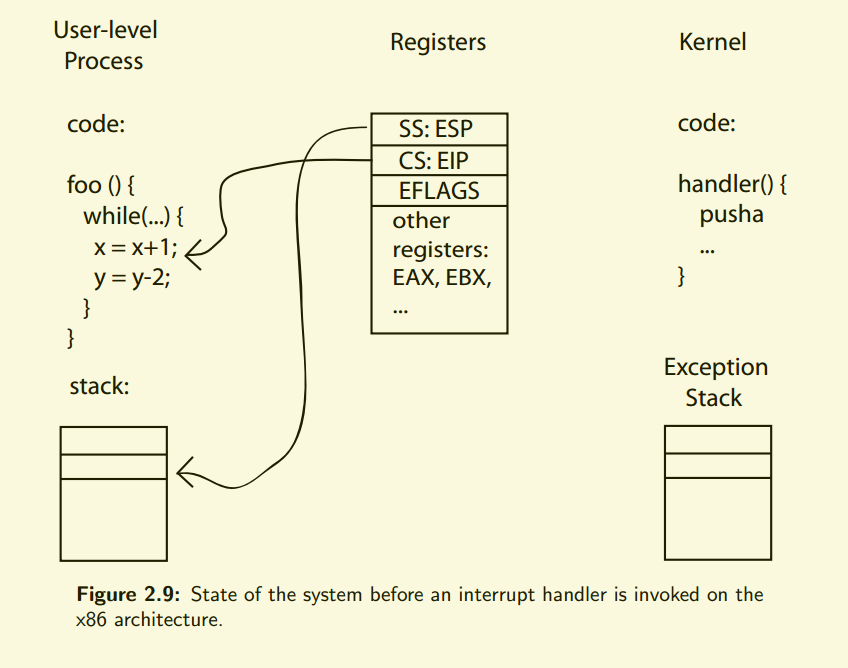 User-level
Process
code:
foo () {
while(...) {
x = x+1;
y = y-2;
}
}
stack:
Registers
SS: ESP
CS: EIP
EFLAGS
other
registers:
EAX, EBX,
...
Kernel
code:
handler() {
pusha
...
}
Exception
Stack
Figure 2.9: State of the system before an interrupt handler is invoked on the
x86 architecture.